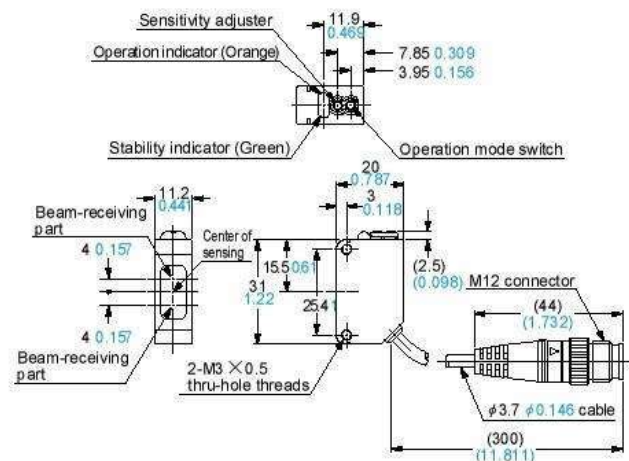 Sensitivity adjuster
11.9
0.469
7.85 0.309
Operation indicator (Orange)
3.95 0.156
Stability indicator (Green)
Operation mode switch
20
0.787
11.2
0.441
3
0.118
Beam-receiving
part
Center of
sensing
4 0.157
15.5 0.61
31
1.22
25.4 1
(2.5)
(0.098)
M12 connector
(44)
(1.732)
4 0.157
Beam-receiving
part
2-M3 × 0.5
thru-hole threads
φ3.7 φ0.146 cable
(300)
(11.811)